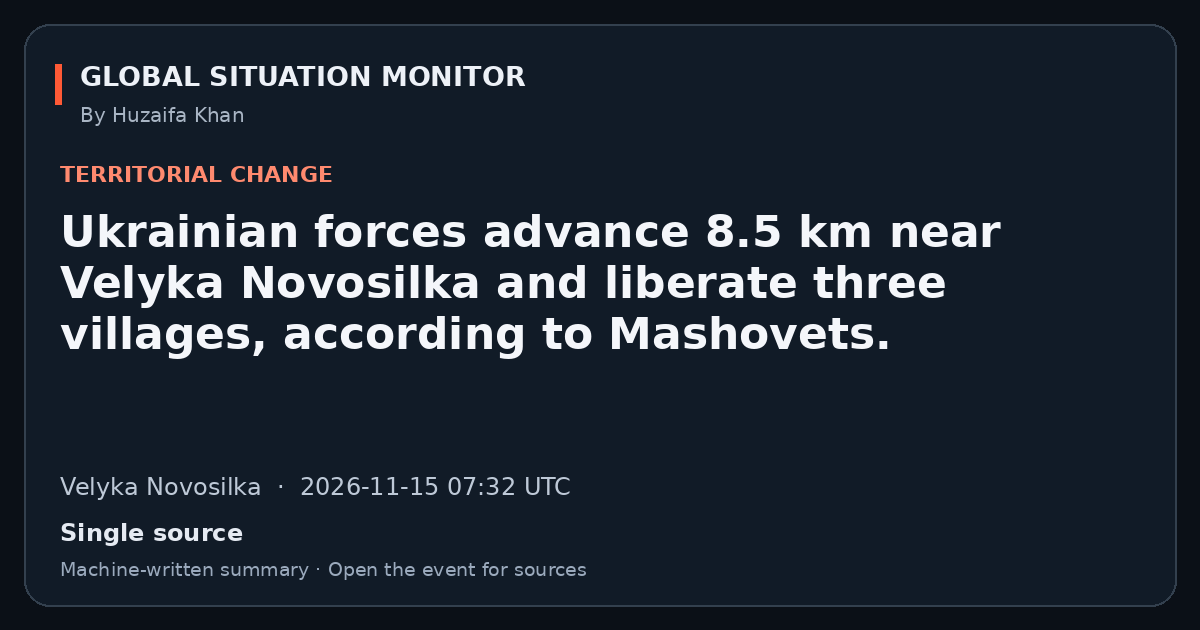 GLOBAL SITUATION MONITOR
By Huzaifa Khan
TERRITORIAL CHANGE
Ukrainian forces advance 8.5 km near
Velyka Novosilka and liberate three
villages, according to Mashovets.
Velyka Novosilka · 2026-11-15 07:32 UTC
Single source
Machine-written summary · Open the event for sources